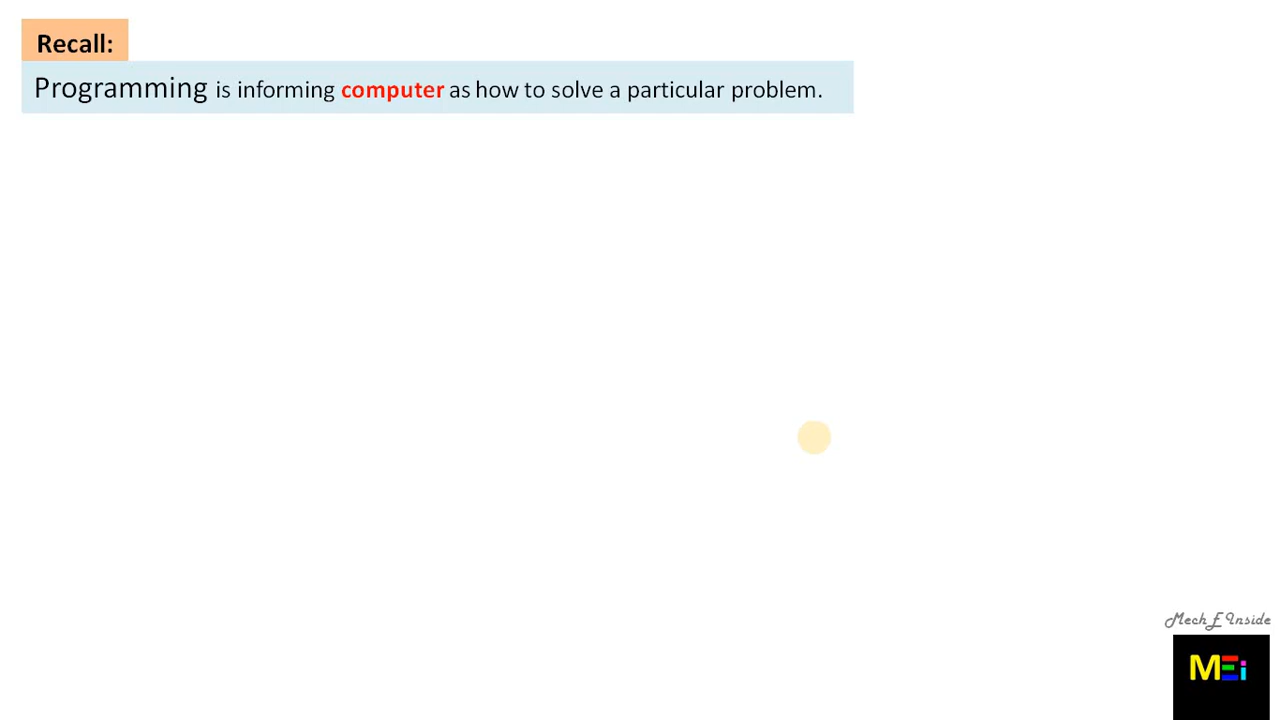 Recall:
Programming is informing computer as how to solve a particular problem.
Mech E Inside
MEi